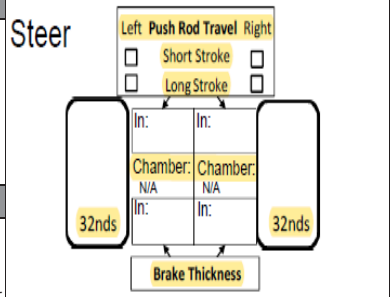 Steer
Left Push Rod Travel Right
Short Stroke
Long Stroke
In: In:
Chamber: Chamber:
N/A N/A
In: In:
32nds 32nds
Brake Thickness